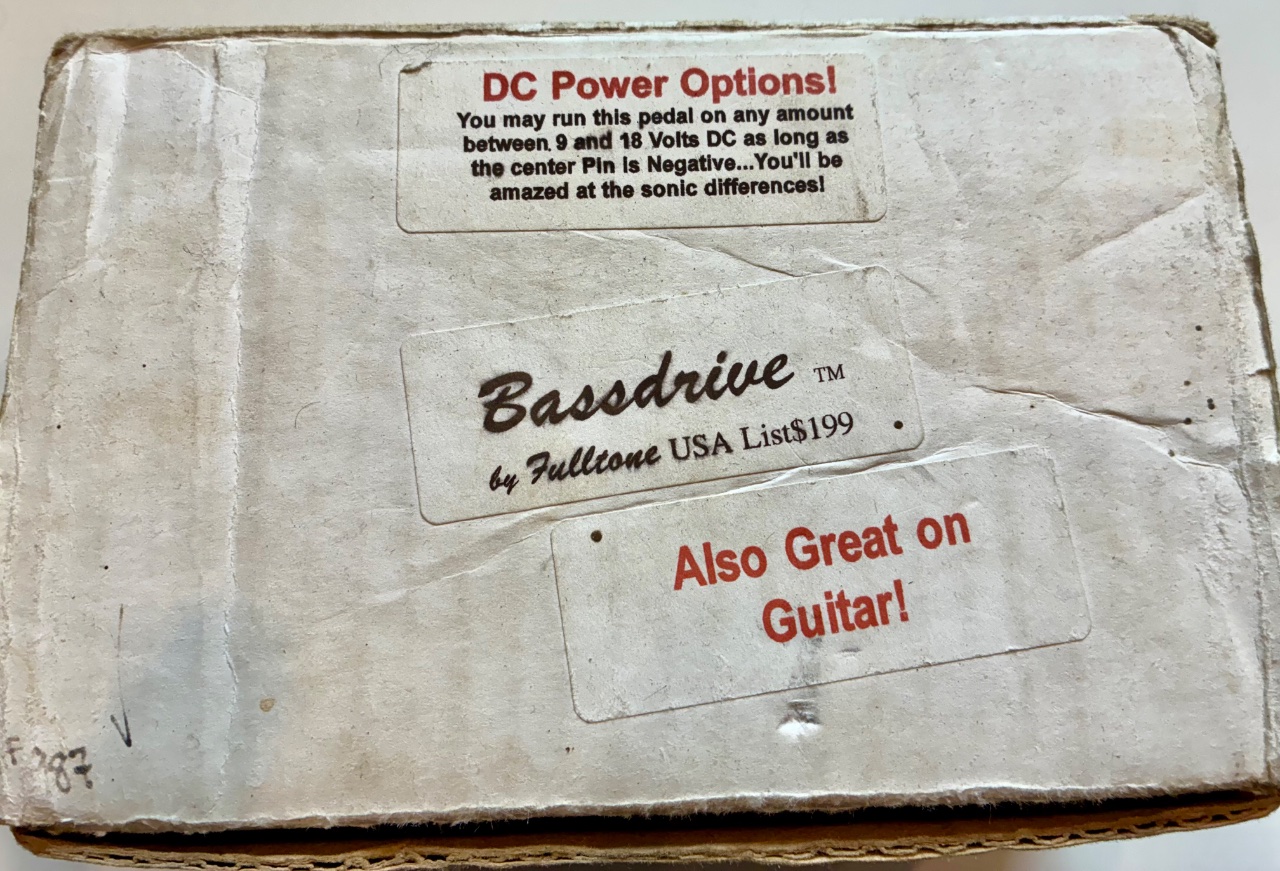 DC Power Options!
You may run this pedal on any amount
between 9 and 18 Volts DC as long as
the center Pin is Negative...You'll be
amazed at the sonic differences!
Bassdrive TM
by Fulltone USA List$199
Also Great on
Guitar!